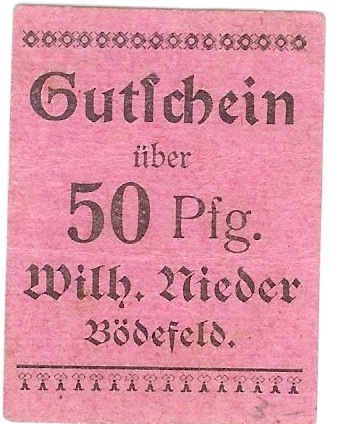 Gutschein
über
50 Pfg.
Wilh. Nieder
Bödefeld.